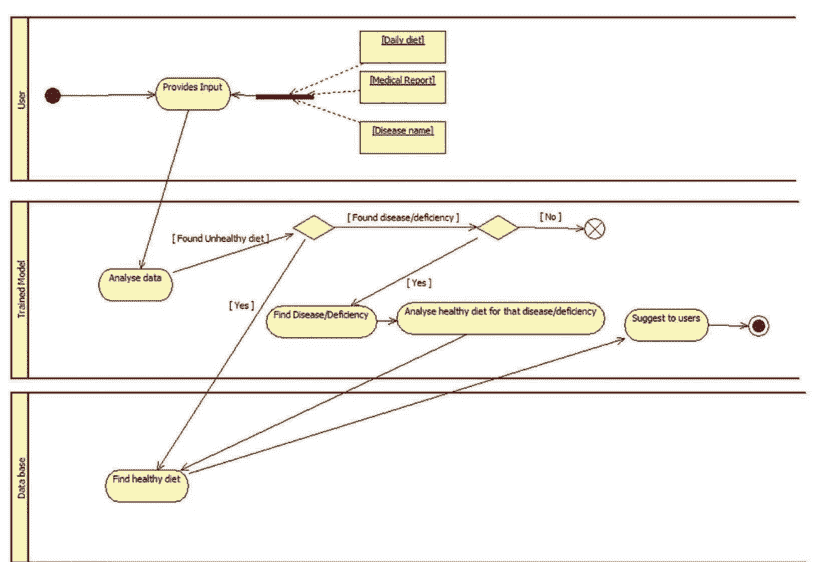 User
Provides Input
[Daily diet]
[Medical Report]
[Disease name]
Trained Model
Analyse data
[ Found Unhealthy diet ]
[ Found disease/deficiency ]
[ No ]
[ Yes ]
[ Yes ]
Find Disease/Deficiency
Analyse healthy diet for that disease/deficiency
Suggest to users
Data base
Find healthy diet